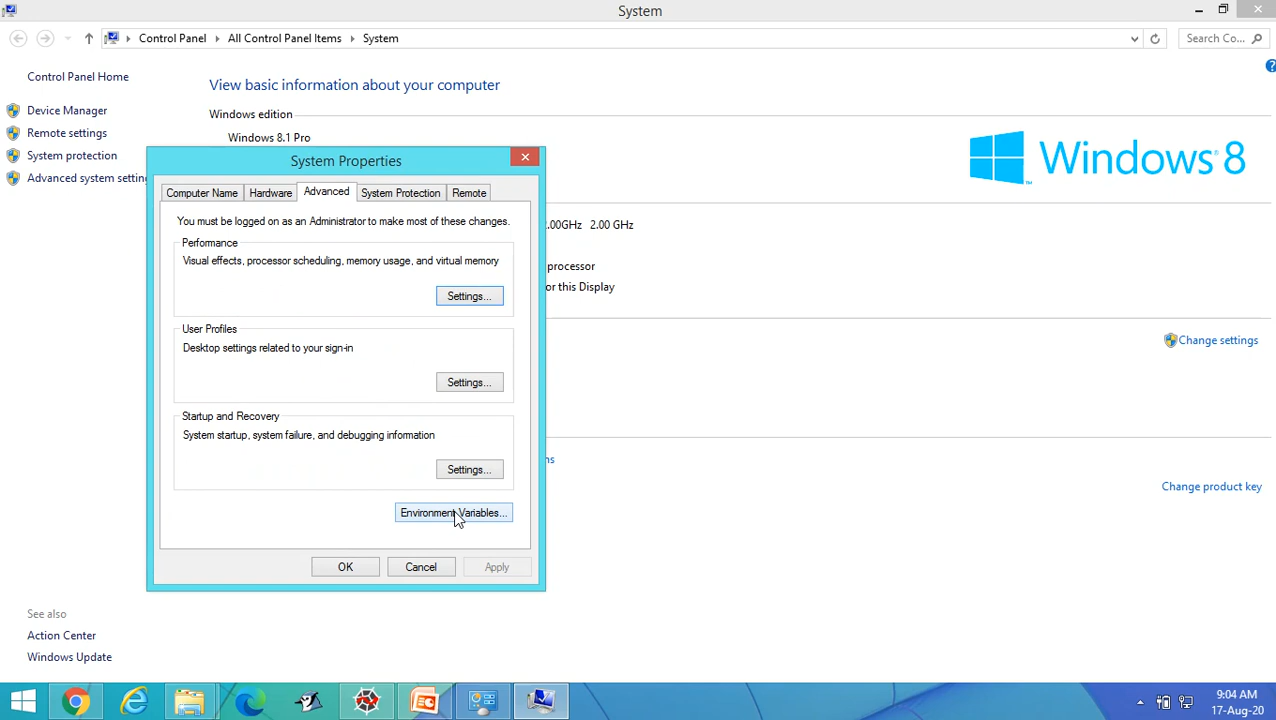 System
Control Panel All Control Panel Items System
Search Co...
Control Panel Home
Device Manager
Remote settings
System protection
Advanced system setting
View basic information about your computer
Windows edition
Windows 8.1 Pro
Windows 8
System Properties
Computer Name Hardware Advanced System Protection Remote
You must be logged on as an Administrator to make most of these changes.
Performance
Visual effects, processor scheduling, memory usage, and virtual memory
Settings...
User Profiles
Desktop settings related to your sign-in
Settings...
Startup and Recovery
System startup, system failure, and debugging information
Settings...
Environment Variables...
OK Cancel Apply
.00GHz 2.00 GHz
processor
or this Display
Change settings
ns
Change product key
See also
Action Center
Windows Update
9:04 AM
17-Aug-20